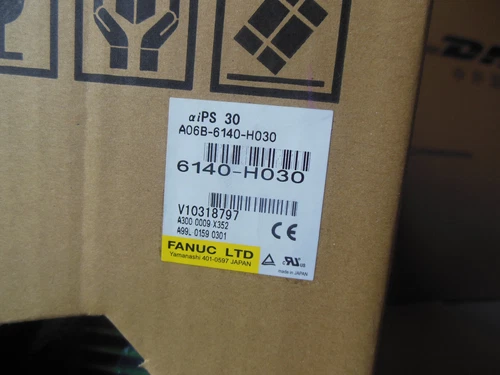 αiPS 30
A06B-6140-H030
6140-H030
V10318797
A300 0009 X352
A99L 0159 0301
FANUC LTD
Yamanashi 401-0597 JAPAN
CE
made in JAPAN